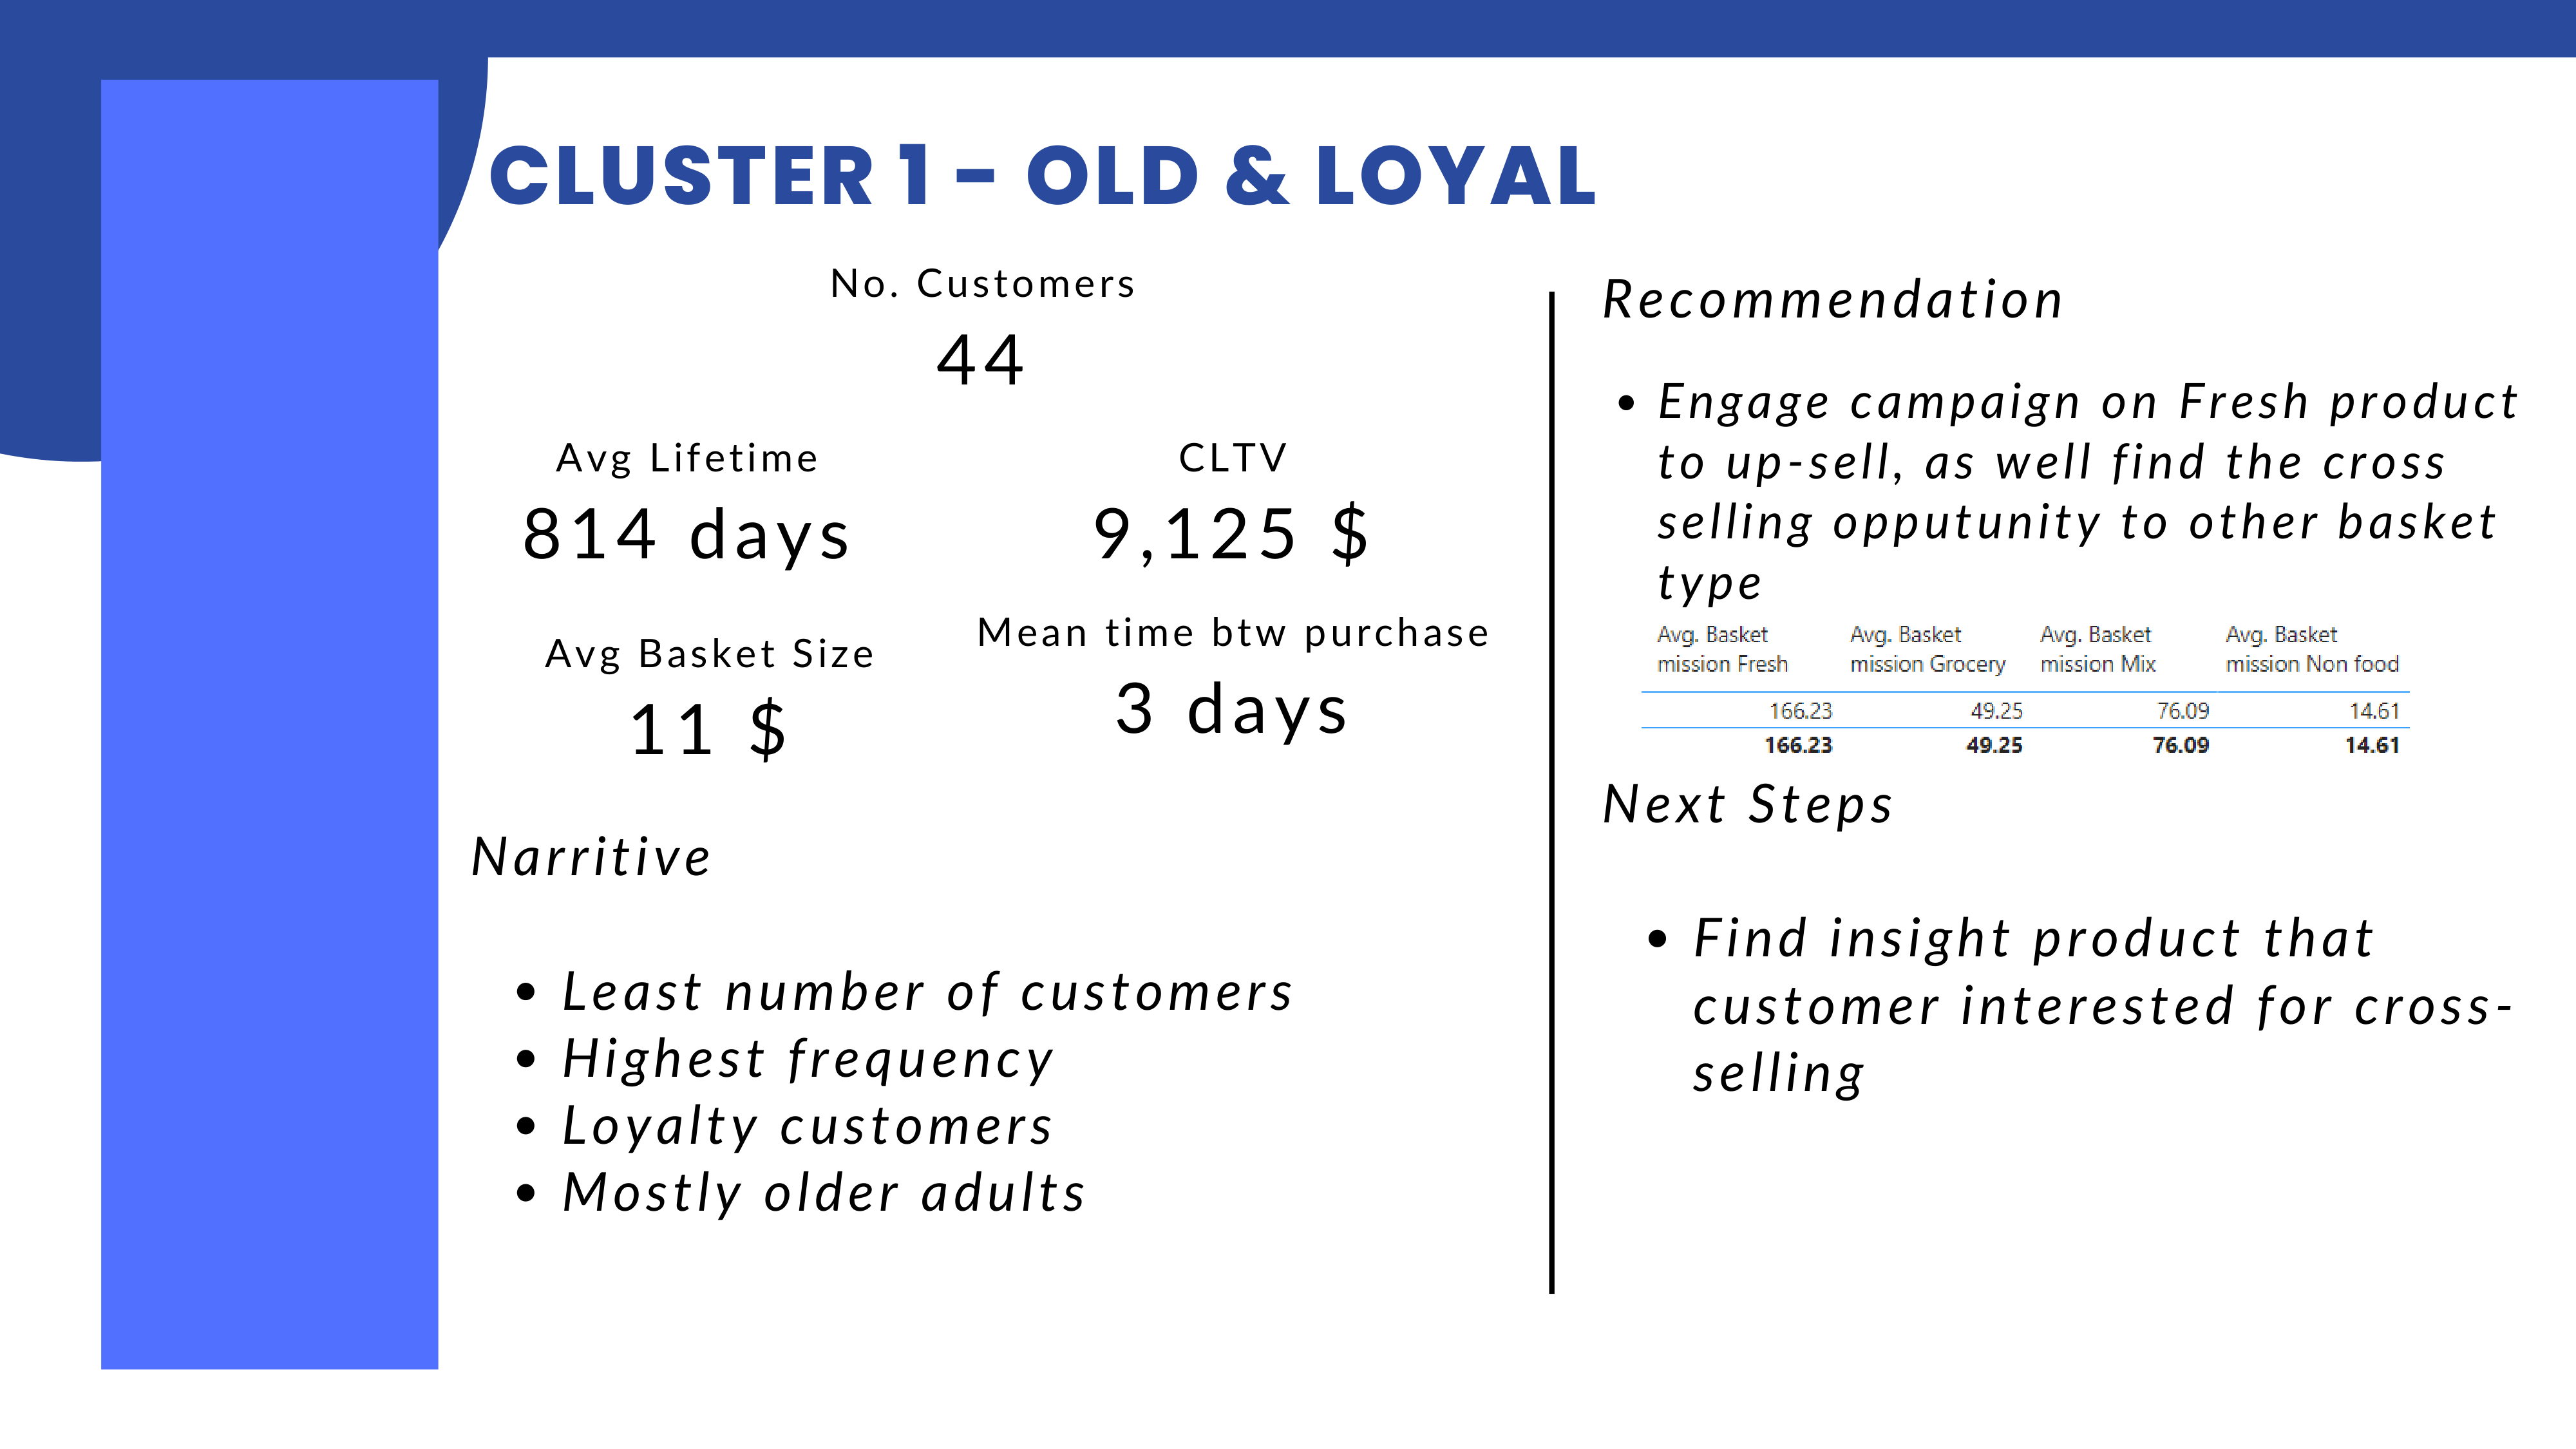 CLUSTER 1 - OLD & LOYAL
No. Customers
44
Avg Lifetime
814 days
CLTV
9,125 $
Avg Basket Size
11 $
Mean time btw purchase
3 days
Narritive
• Least number of customers
• Highest frequency
• Loyalty customers
• Mostly older adults
Recommendation
• Engage campaign on Fresh product
to up-sell, as well find the cross
selling opputunity to other basket
type
Avg. Basket mission Fresh Avg. Basket mission Grocery Avg. Basket mission Mix Avg. Basket mission Non food
166.23 49.25 76.09 14.61
166.23 49.25 76.09 14.61
Next Steps
• Find insight product that
customer interested for cross-
selling